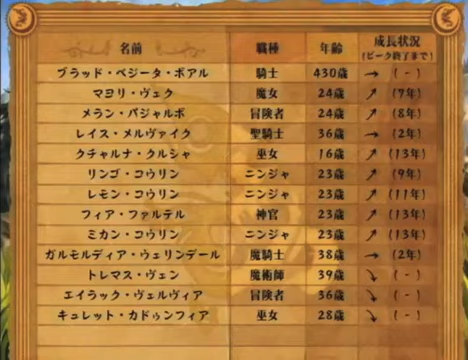 名前 職種 年齢 成長状況
(ピーク終了まで)
ブラッド・ベジータ・ボアル 騎士 430歳 → (-)
マヨリ・ヴェク 魔女 24歳 ↗ (7年)
メラン・バジャルボ 冒険者 24歳 ↗ (8年)
レイス・メルヴァイク 聖騎士 36歳 → (2年)
クチャルナ・クルシャ 巫女 16歳 ↗ (13年)
リンゴ・コウリン ニンジャ 23歳 ↗ (9年)
レモン・コウリン ニンジャ 23歳 ↗ (11年)
フィア・ファルテル 神官 23歳 ↗ (13年)
ミカン・コウリン ニンジャ 23歳 ↗ (13年)
ガルモルディア・ウェリンデール 魔騎士 38歳 → (2年)
トレマス・ヴェン 魔術師 39歳 ↘ (-)
エイラック・ヴェルヴィア 冒険者 36歳 ↘ (-)
キュレット・カドゥンフィア 巫女 28歳 ↘ (-)